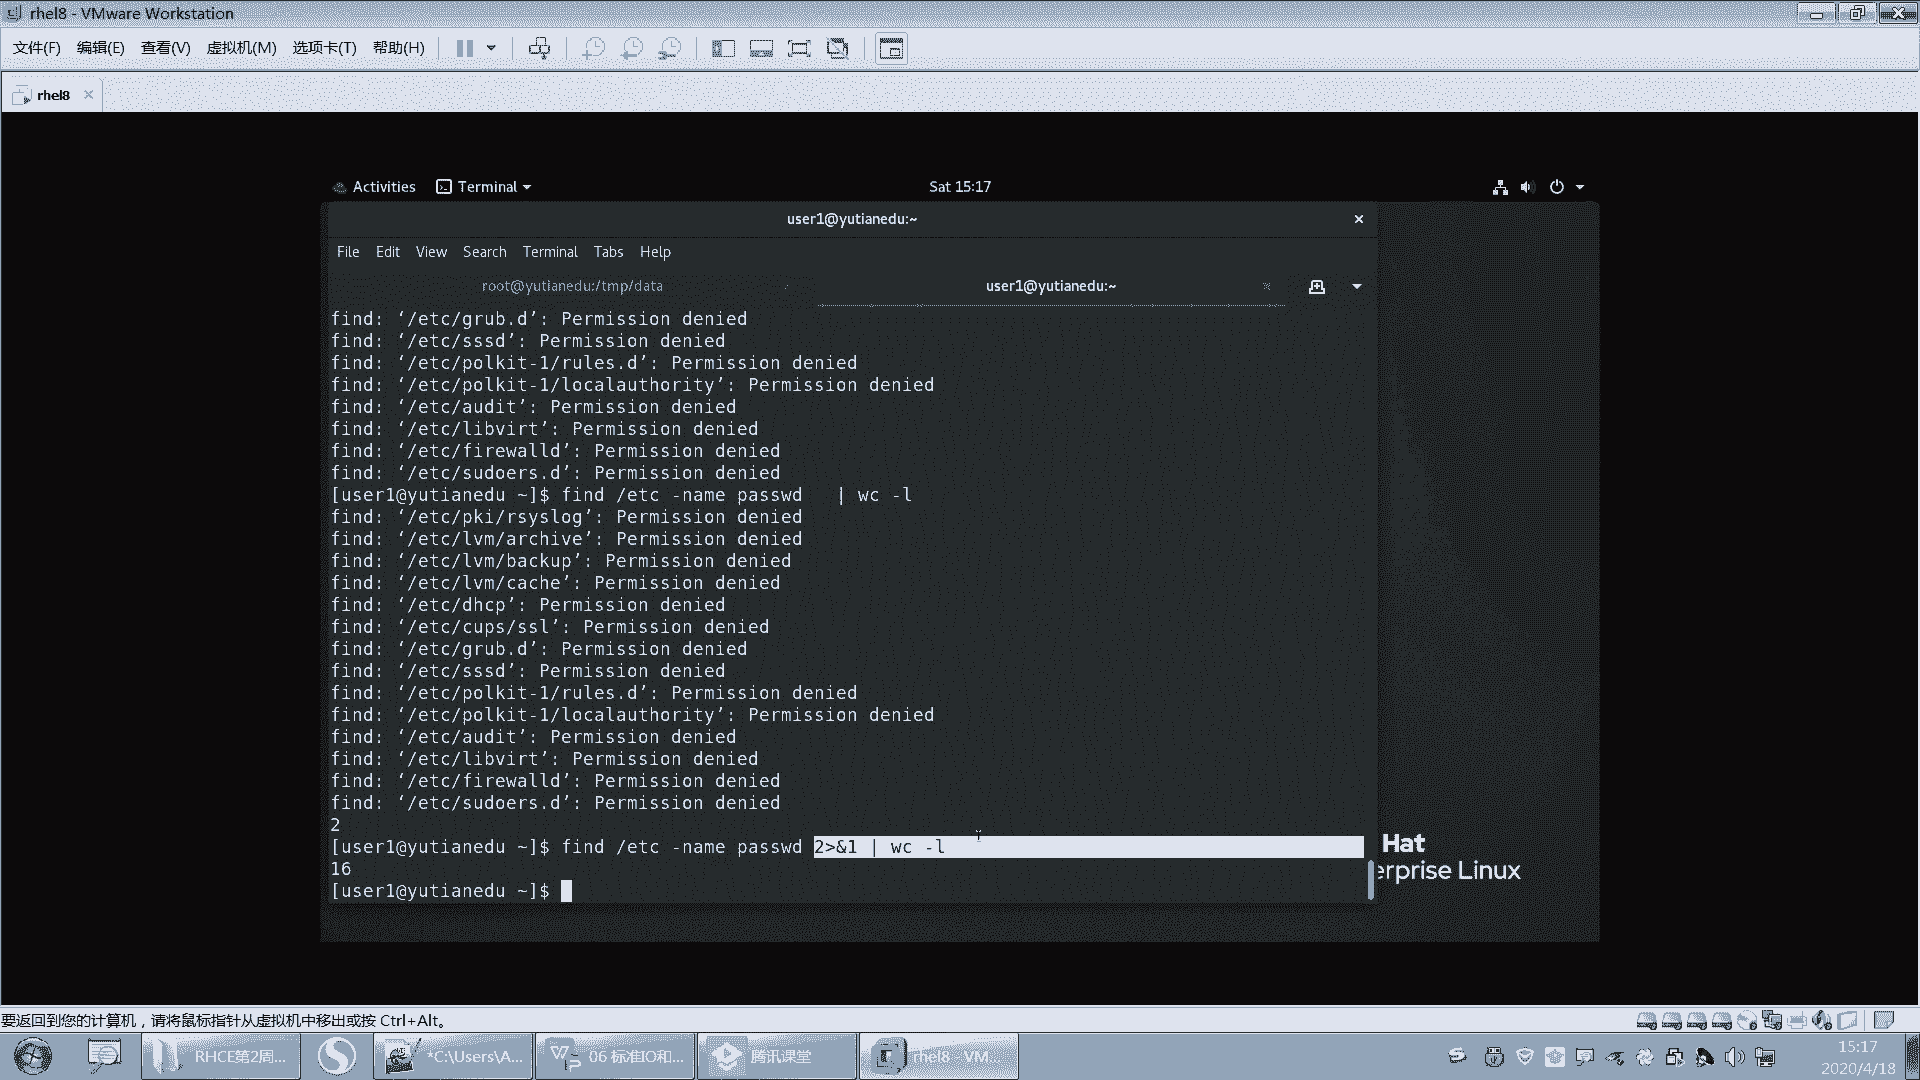 rhel8 - VMware Workstation
文件(F) 编辑(E) 查看(V) 虚拟机(M) 选项卡(T) 帮助(H)
rhel8
Activities Terminal Sat 15:17
user1@yutianedu:~
File Edit View Search Terminal Tabs Help
root@yutianedu:/tmp/data user1@yutianedu:~
find: ‘/etc/grub.d’: Permission denied
find: ‘/etc/sssd’: Permission denied
find: ‘/etc/polkit-1/rules.d’: Permission denied
find: ‘/etc/polkit-1/localauthority’: Permission denied
find: ‘/etc/audit’: Permission denied
find: ‘/etc/libvirt’: Permission denied
find: ‘/etc/firewalld’: Permission denied
find: ‘/etc/sudoers.d’: Permission denied
[user1@yutianedu ~]$ find /etc -name passwd   | wc -l
find: ‘/etc/pki/rsyslog’: Permission denied
find: ‘/etc/lvm/archive’: Permission denied
find: ‘/etc/lvm/backup’: Permission denied
find: ‘/etc/lvm/cache’: Permission denied
find: ‘/etc/dhcp’: Permission denied
find: ‘/etc/cups/ssl’: Permission denied
find: ‘/etc/grub.d’: Permission denied
find: ‘/etc/sssd’: Permission denied
find: ‘/etc/polkit-1/rules.d’: Permission denied
find: ‘/etc/polkit-1/localauthority’: Permission denied
find: ‘/etc/audit’: Permission denied
find: ‘/etc/libvirt’: Permission denied
find: ‘/etc/firewalld’: Permission denied
find: ‘/etc/sudoers.d’: Permission denied
2
[user1@yutianedu ~]$ find /etc -name passwd 2>&1 | wc -l
16
[user1@yutianedu ~]$
Hat
erprise Linux
要返回到您的计算机，请将鼠标指针从虚拟机中移出或按 Ctrl+Alt。
RHCE第2周... *C:\Users\A... 06 标准IO和... 腾讯课堂 rhel8 - VM...
15:17
2020/4/18